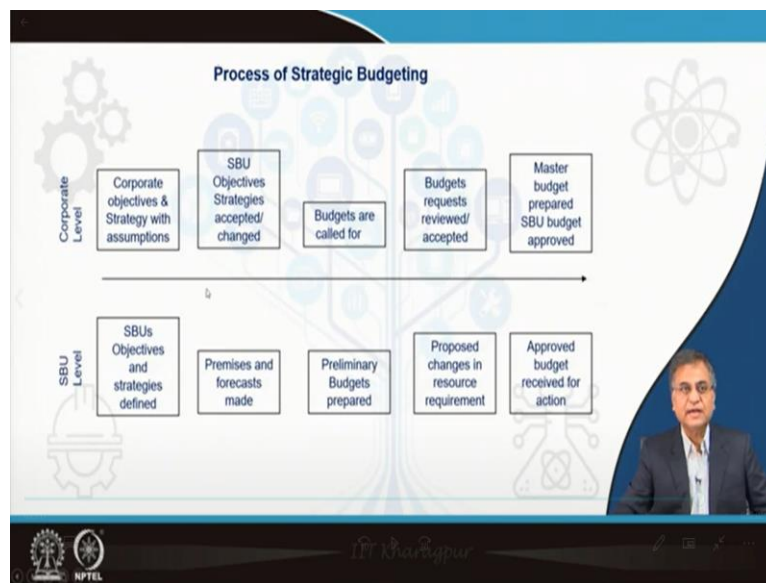 Process of Strategic Budgeting
Corporate
Level
Corporate
objectives &
Strategy with
assumptions
SBU
Objectives
Strategies
accepted/
changed
Budgets are
called for
Budgets
requests
reviewed/
accepted
Master
budget
prepared
SBU budget
approved
SBU
Level
SBUs
Objectives
and
strategies
defined
Premises and
forecasts
made
Preliminary
Budgets
prepared
Proposed
changes in
resource
requirement
Approved
budget
received for
action
NPTEL
IIT Kharagpur